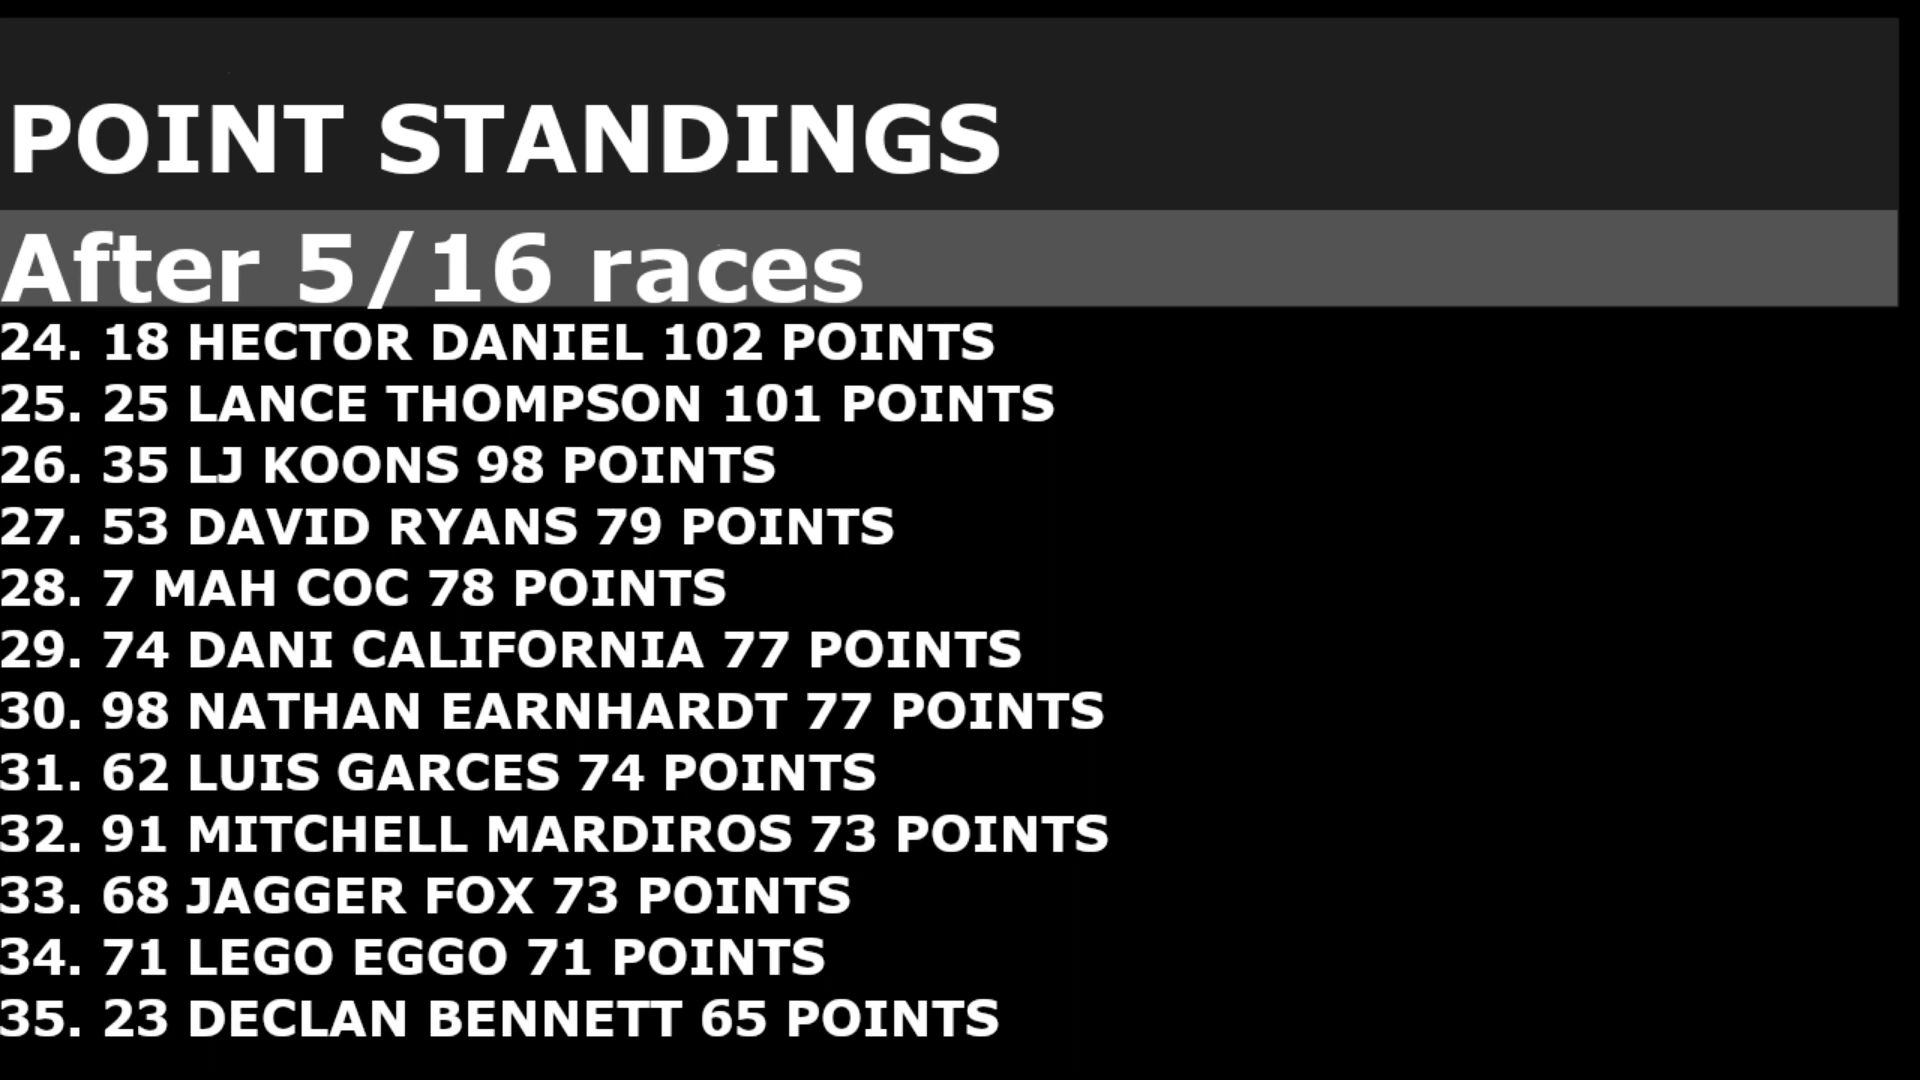 POINT STANDINGS
After 5/16 races
24. 18 HECTOR DANIEL 102 POINTS
25. 25 LANCE THOMPSON 101 POINTS
26. 35 LJ KOONS 98 POINTS
27. 53 DAVID RYANS 79 POINTS
28. 7 MAH COC 78 POINTS
29. 74 DANI CALIFORNIA 77 POINTS
30. 98 NATHAN EARNHARDT 77 POINTS
31. 62 LUIS GARCES 74 POINTS
32. 91 MITCHELL MARDIROS 73 POINTS
33. 68 JAGGER FOX 73 POINTS
34. 71 LEGO EGGO 71 POINTS
35. 23 DECLAN BENNETT 65 POINTS